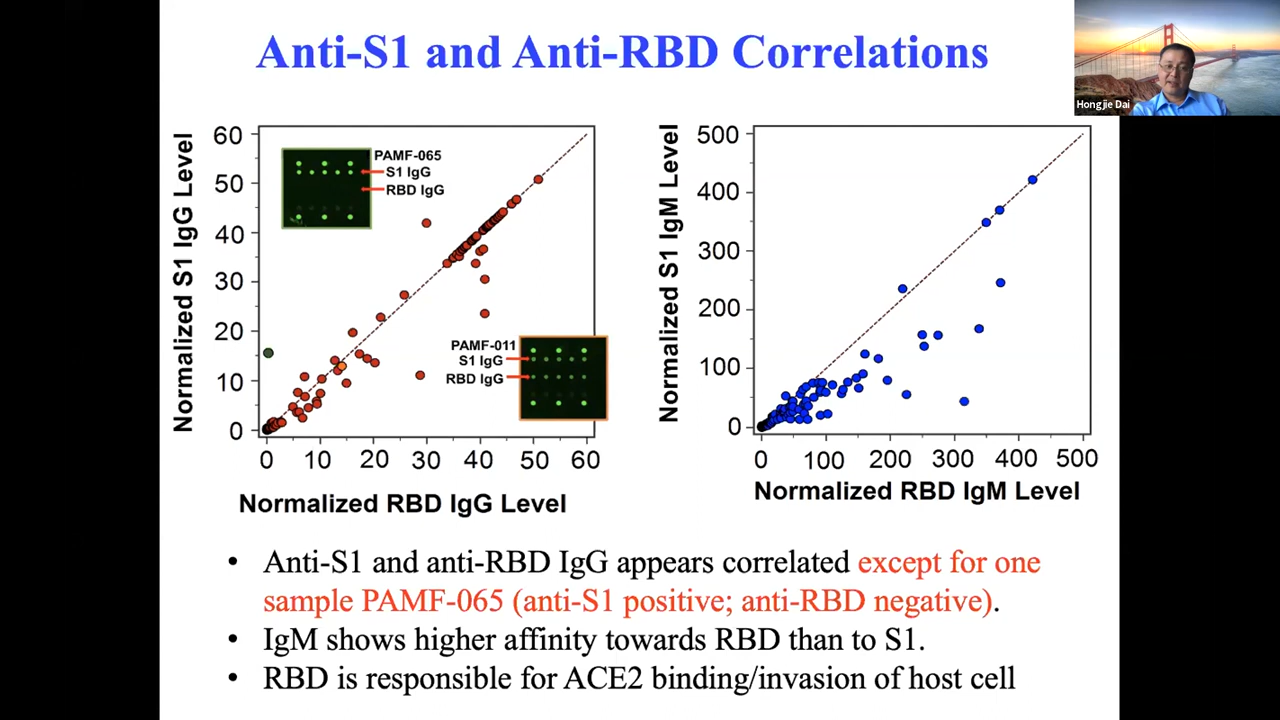 Anti-S1 and Anti-RBD Correlations
Hongjie Dai
Normalized S1 IgG Level
60
50
40
30
20
10
0
PAMF-065
S1 IgG
RBD IgG
PAMF-011
S1 IgG
RBD IgG
0 10 20 30 40 50 60
Normalized RBD IgG Level
Normalized S1 IgM Level
500
400
300
200
100
0
0 100 200 300 400 500
Normalized RBD IgM Level
• Anti-S1 and anti-RBD IgG appears correlated except for one
sample PAMF-065 (anti-S1 positive; anti-RBD negative).
• IgM shows higher affinity towards RBD than to S1.
• RBD is responsible for ACE2 binding/invasion of host cell